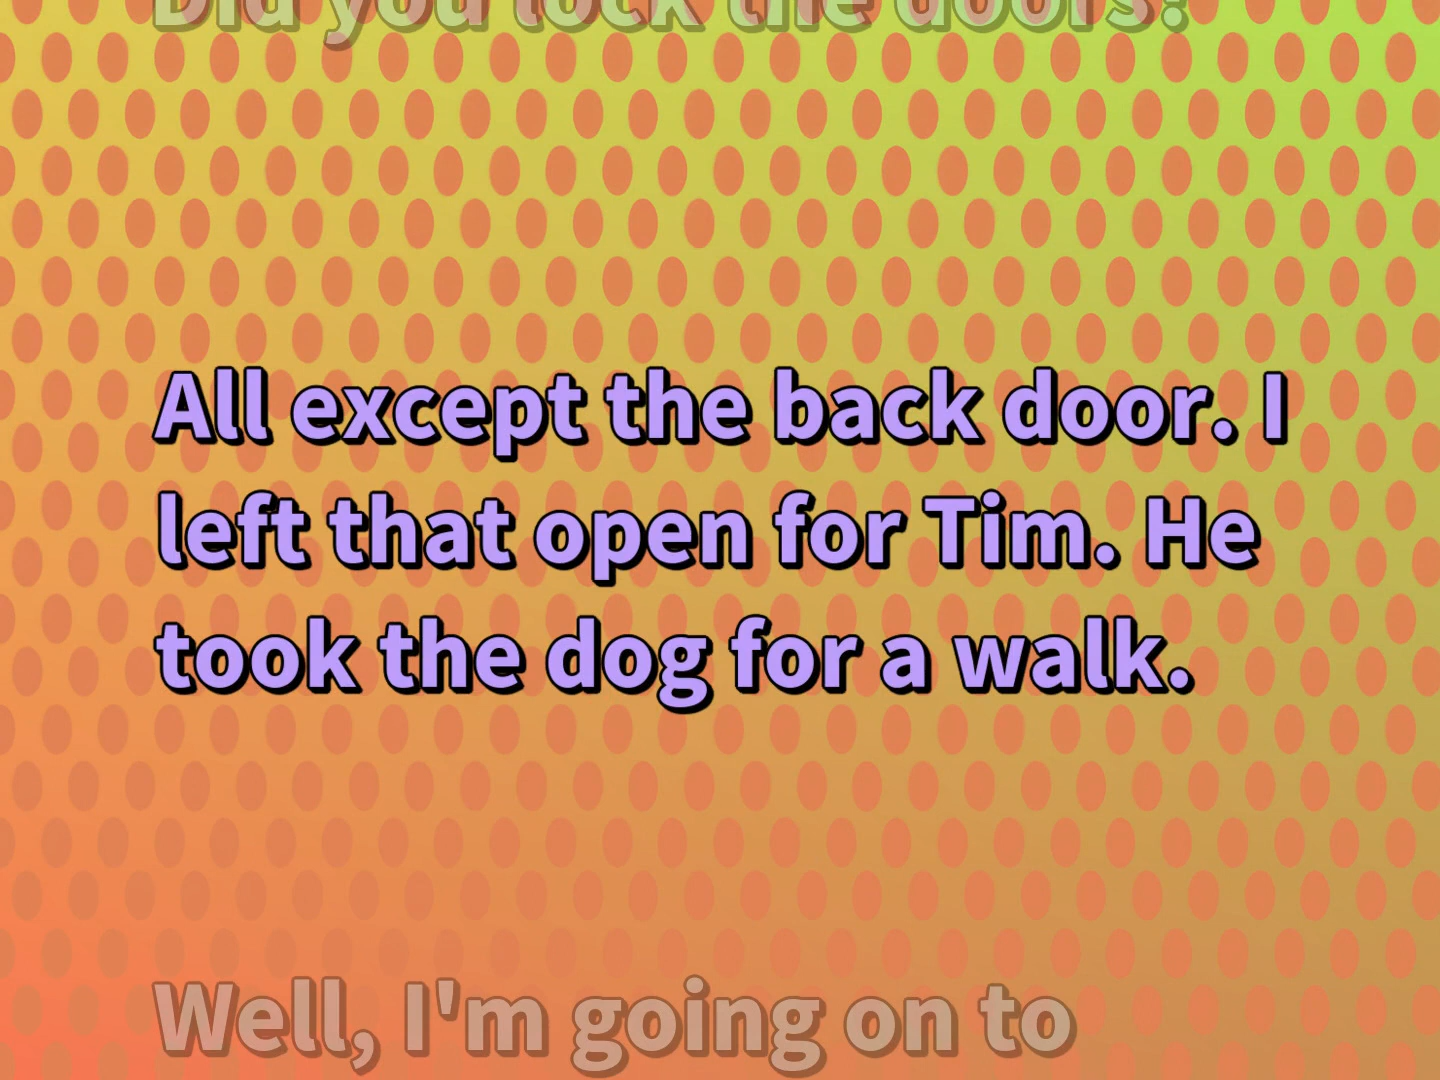 Did you lock the doors?
All except the back door. I
left that open for Tim. He
took the dog for a walk.
Well, I'm going on to